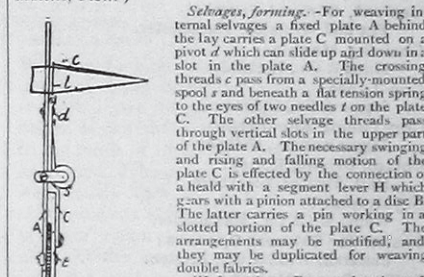 Selvages, forming. -For weaving in-
ternal selvages a fixed plate A behind
the lay carries a plate C mounted on a
pivot d which can slide up and down in a
slot in the plate A. The crossing
threads c pass from a specially-mounted
spool s and beneath a flat tension spring
to the eyes of two needles t on the plate
C. The other selvage threads pass
through vertical slots in the upper part
of the plate A. The necessary swinging
and rising and falling motion of the
plate C is effected by the connection of
a heald with a segment lever H which
gears with a pinion attached to a disc B
The latter carries a pin working in a
slotted portion of the plate C. The
arrangements may be modified, and
they may be duplicated for weaving
double fabrics.
c
t
d
S
A
C
E